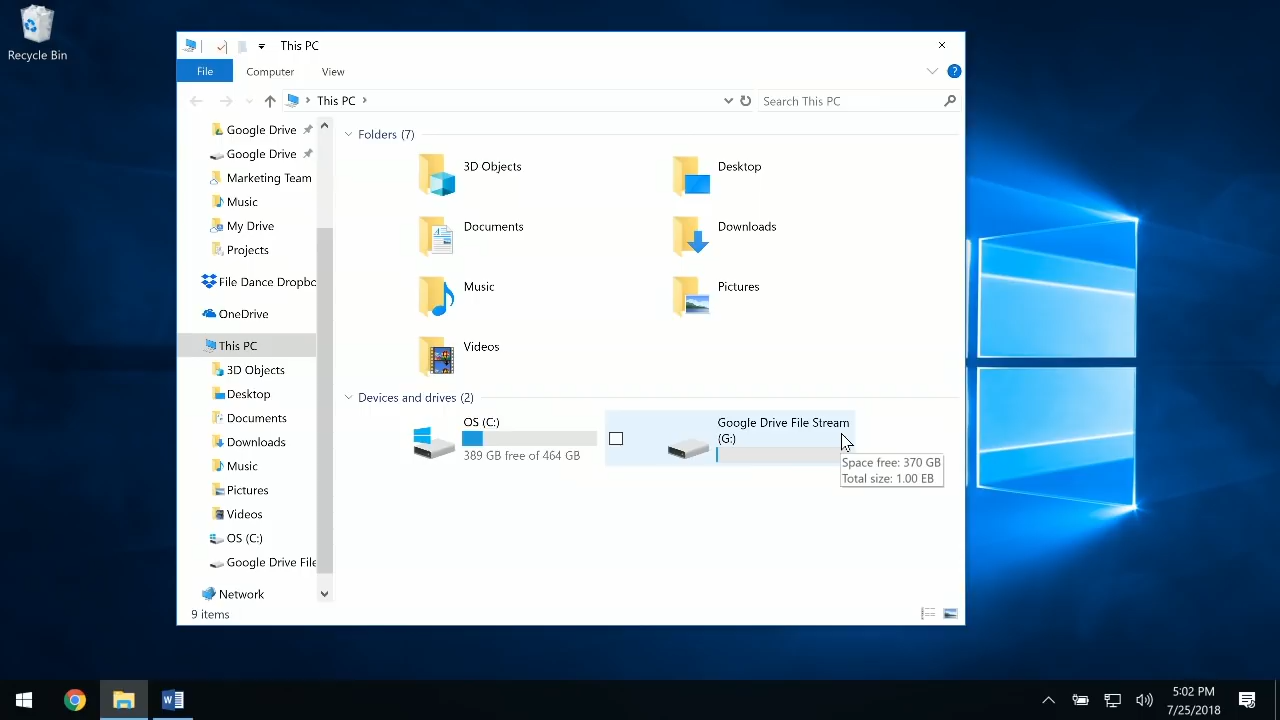 Recycle Bin
This PC
File
Computer
View
?
This PC
Search This PC
Google Drive
Google Drive
Marketing Team
Music
My Drive
Projects
File Dance Dropbo
OneDrive
This PC
3D Objects
Desktop
Documents
Downloads
Music
Pictures
Videos
OS (C:)
Google Drive File
Network
Folders (7)
3D Objects
Desktop
Documents
Downloads
Music
Pictures
Videos
Devices and drives (2)
OS (C:)
389 GB free of 464 GB
Google Drive File Stream
(G:)
Space free: 370 GB
Total size: 1.00 EB
9 items
5:02 PM
7/25/2018